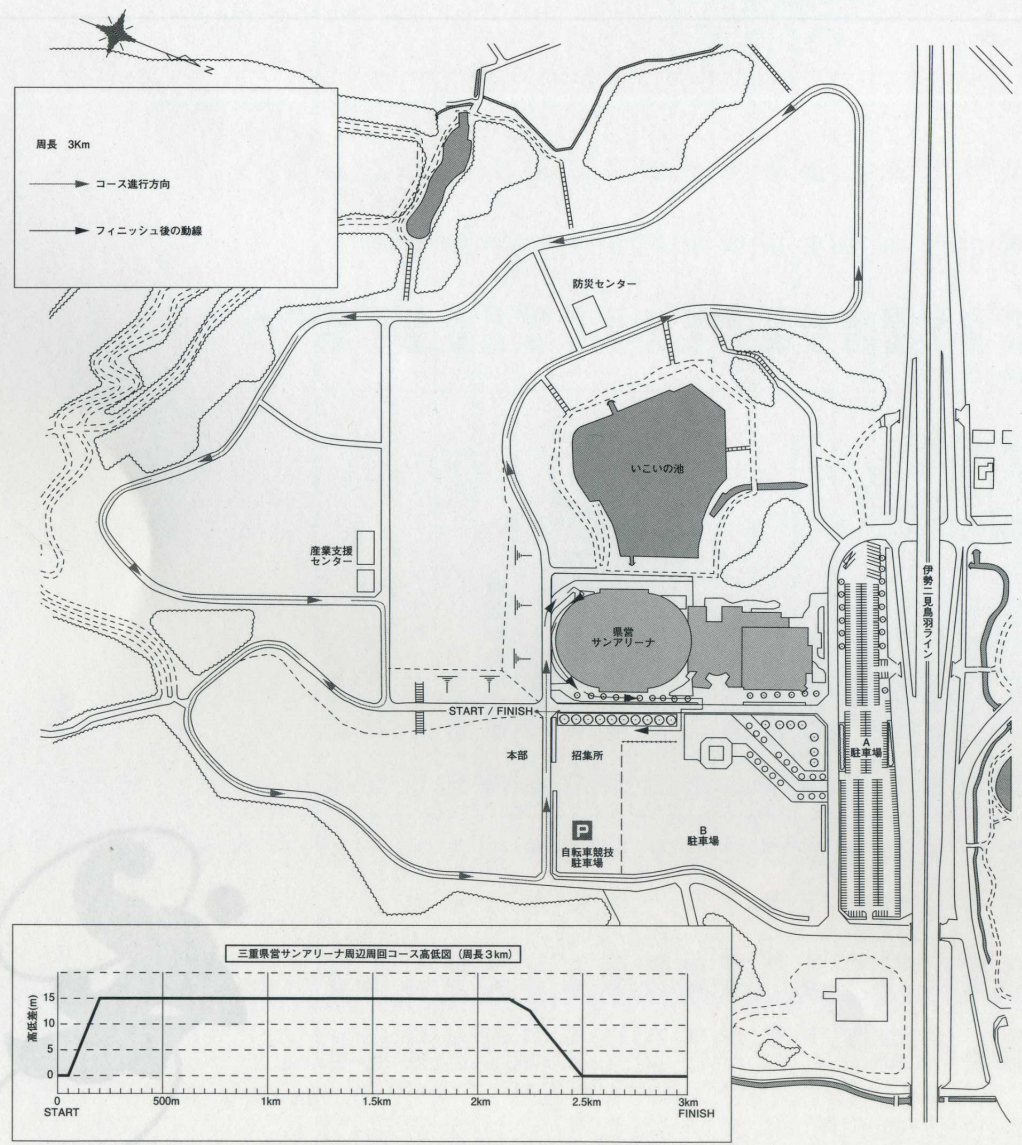 N
周長 3Km
コース進行方向
フィニッシュ後の動線
防災センター
いこいの池
産業支援
センター
県営
サンアリーナ
伊勢二見鳥羽ライン
START / FINISH
本部
招集所
A
駐車場
P
自転車競技
駐車場
B
駐車場
三重県営サンアリーナ周辺周回コース高低図（周長3km）
高低差(m)
15
10
5
0
0
500m
1km
1.5km
2km
2.5km
3km
START
FINISH